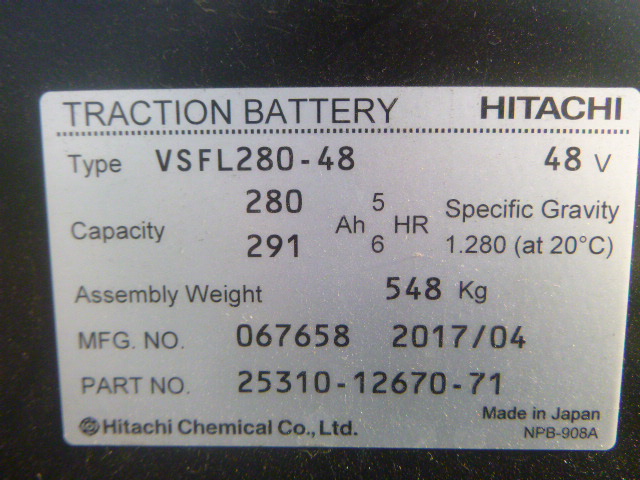 TRACTION BATTERY HITACHI
Type VSFL280-48 48 V
Capacity 280 Ah 5 HR Specific Gravity
291 6 1.280 (at 20°C)
Assembly Weight 548 Kg
MFG. NO. 067658 2017/04
PART NO. 25310-12670-71
Hitachi Chemical Co., Ltd. Made in Japan
NPB-908A